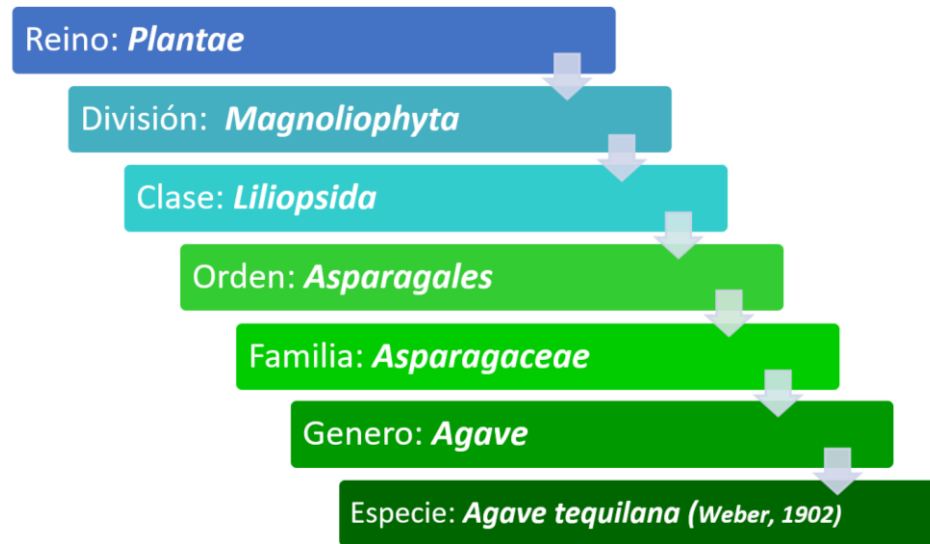 Reino: Plantae
División: Magnoliophyta
Clase: Liliopsida
Orden: Asparagales
Familia: Asparagaceae
Genero: Agave
Especie: Agave tequilana (Weber, 1902)